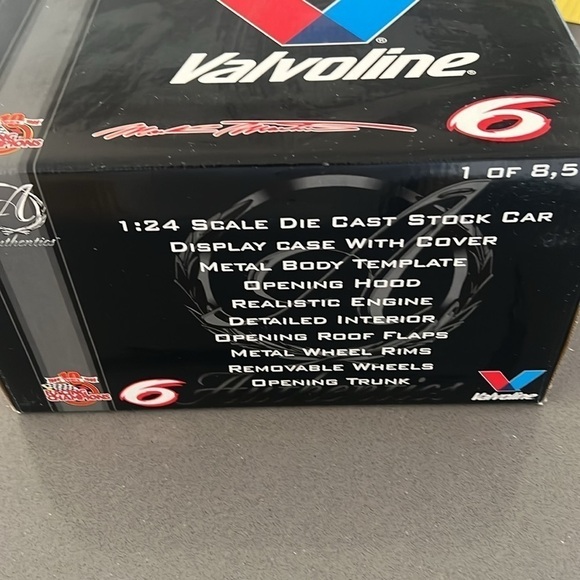 Valvoline®
6
1 OF 8,5
1:24 SCALE DIE CAST STOCK CAR
DISPLAY CASE WITH COVER
METAL BODY TEMPLATE
OPENING HOOD
REALISTIC ENGINE
DETAILED INTERIOR
OPENING ROOF FLAPS
METAL WHEEL RIMS
REMOVABLE WHEELS
OPENING TRUNK
6
Authentics
Valvoline